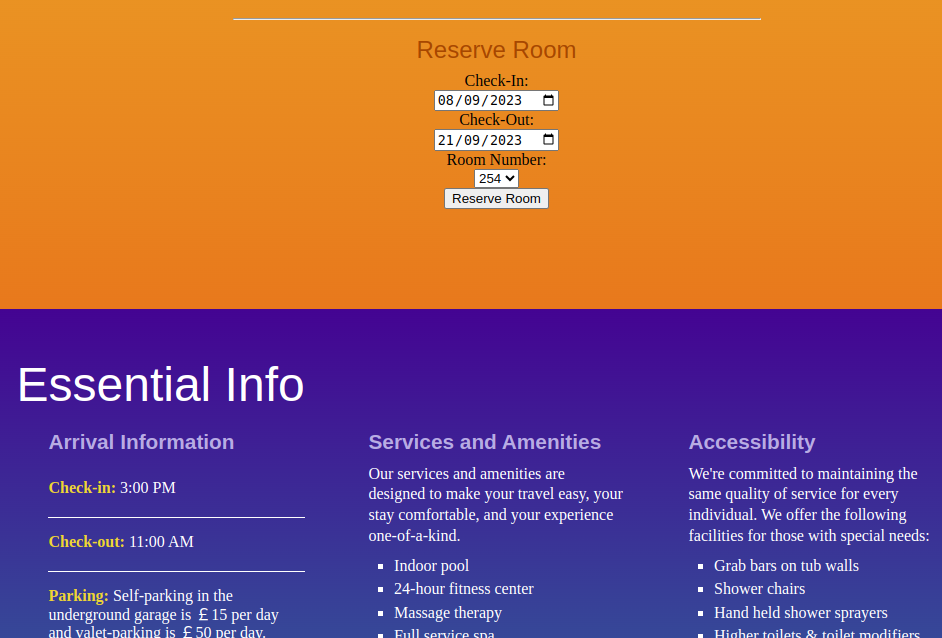 Reserve Room
Check-In:
08/09/2023
Check-Out:
21/09/2023
Room Number:
254
Reserve Room
Essential Info
Arrival Information
Check-in: 3:00 PM
Check-out: 11:00 AM
Parking: Self-parking in the
underground garage is £15 per day
and valet-parking is £50 per day.
Services and Amenities
Our services and amenities are
designed to make your travel easy, your
stay comfortable, and your experience
one-of-a-kind.
Indoor pool
24-hour fitness center
Massage therapy
Full service spa
Accessibility
We're committed to maintaining the
same quality of service for every
individual. We offer the following
facilities for those with special needs:
Grab bars on tub walls
Shower chairs
Hand held shower sprayers
Higher toilets & toilet modifiers